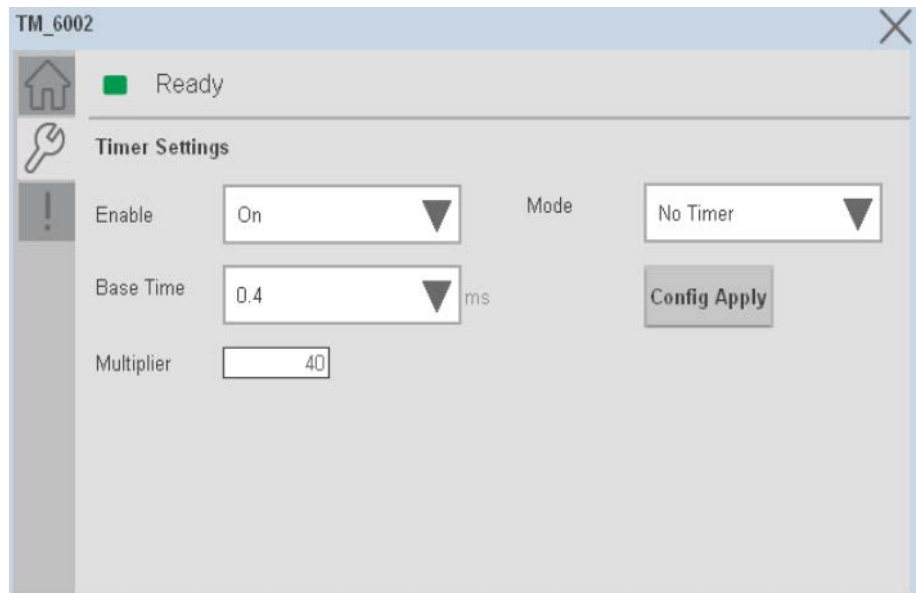 TM_6002
Ready
Timer Settings
Enable
On
Mode
No Timer
Base Time
0.4
ms
Config Apply
Multiplier
40